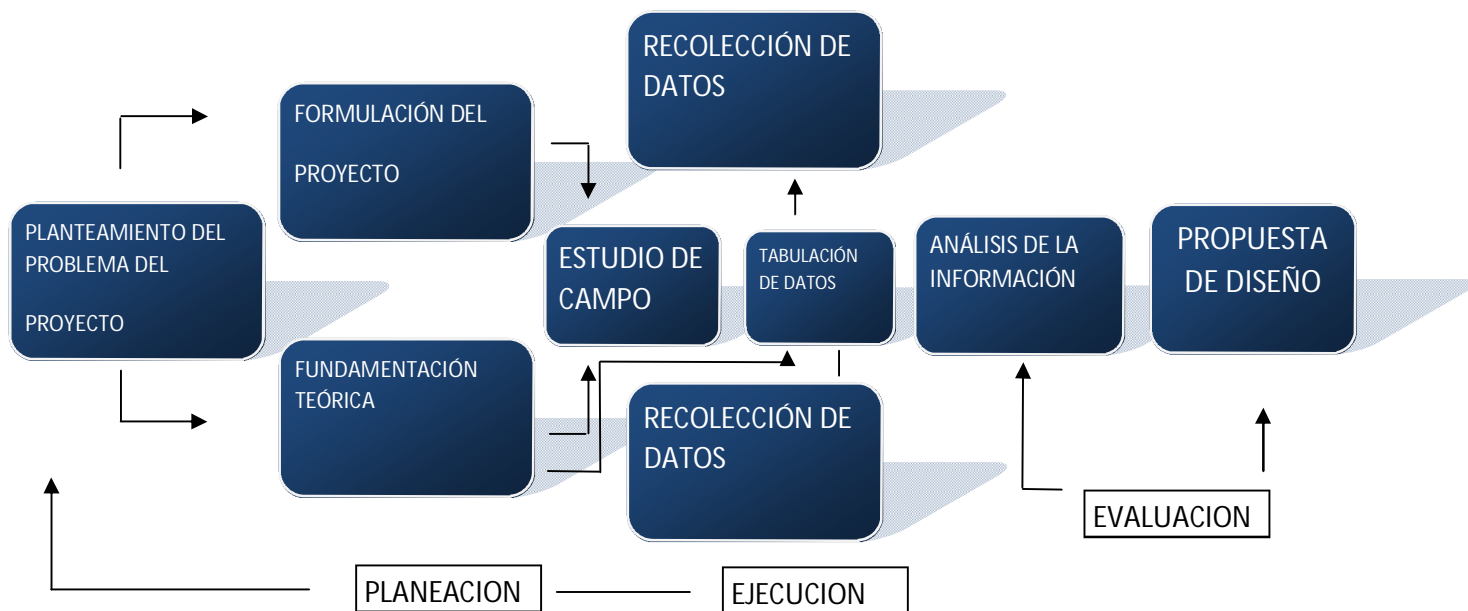 RECOLECCIÓN DE
DATOS
FORMULACIÓN DEL
PROYECTO
PLANTEAMIENTO DEL
PROBLEMA DEL
PROYECTO
ESTUDIO DE
CAMPO
TABULACIÓN
DE DATOS
ANÁLISIS DE LA
INFORMACIÓN
PROPUESTA
DE DISEÑO
FUNDAMENTACIÓN
TEÓRICA
RECOLECCIÓN DE
DATOS
EVALUACION
PLANEACION
EJECUCION